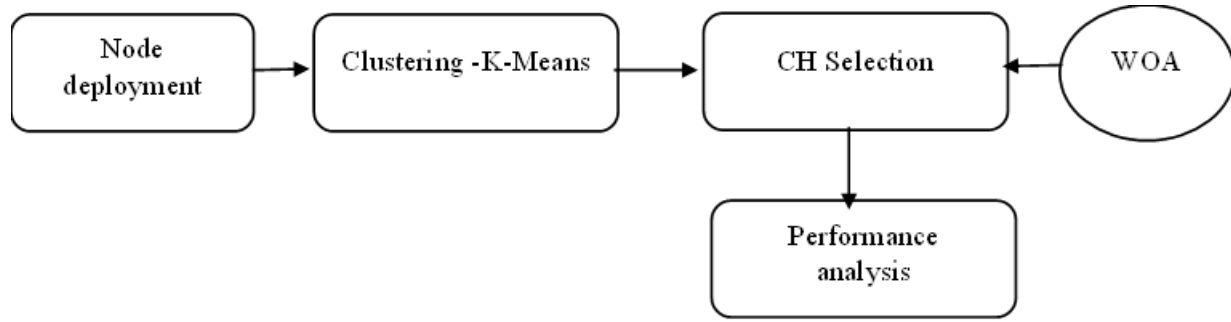 Node
deployment
Clustering -K-Means
CH Selection
WOA
Performance
analysis